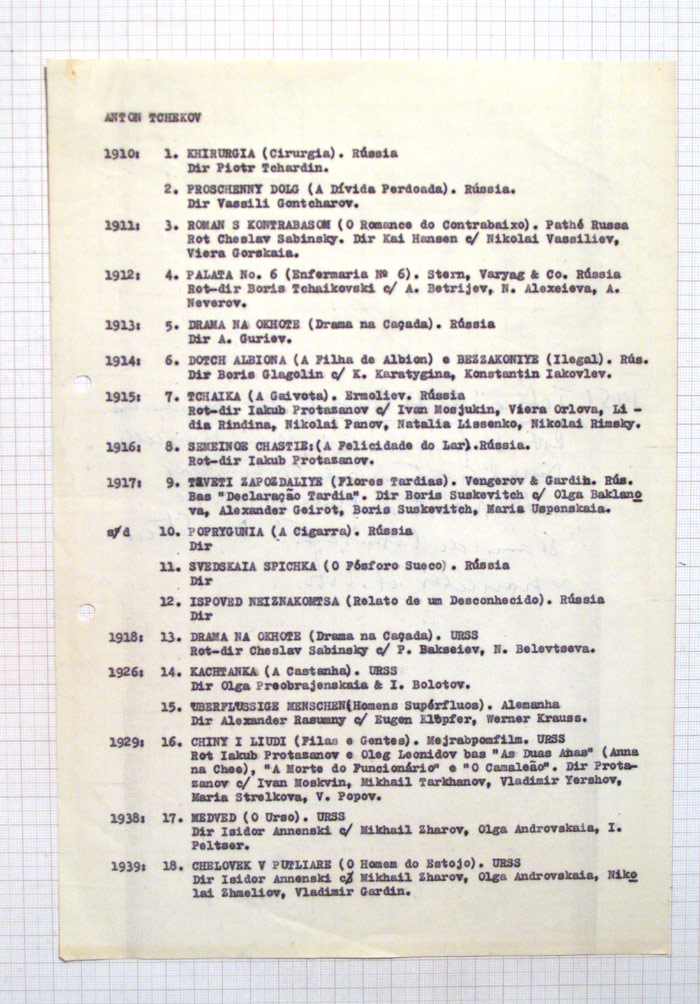 ANTON TCHEKOV
1910: 1. KHIRURGIA (Cirurgia). Rússia
Dir Piotr Tchardin.
2. PROSCHENNY DOLG (A Dívida Perdoada). Rússia.
Dir Vassili Gontcharov.
1911: 3. ROMAN S KONTRABASOM (O Romance do Contrabaixo). Pathé Russa
Rot Cheslav Sabinsky. Dir Kai Hansen c/ Nikolai Vassiliev,
Viera Gorskaia.
1912: 4. PALATA No. 6 (Enfermaria Nº 6). Stern, Varyag & Co. Rússia
Rot-dir Boris Tchaikovski c/ A. Betrijev, N. Alexeieva, A.
Neverov.
1913: 5. DRAMA NA OKHOTE (Drama na Caçada). Rússia
Dir A. Guriev.
1914: 6. DOTCH ALBIONA (A Filha de Albion) e BEZZAKONIYE (Ilegal). Rús.
Dir Boris Glagolin c/ K. Karatygina, Konstantin Iakovlev.
1915: 7. TCHAIKA (A Gaivota). Ermoliev. Rússia
Rot-dir Iakub Protazanov c/ Ivan Mosjukin, Viera Orlova, Li -
dia Rindina, Nikolai Panov, Natalia Lissenko, Nikolai Rimsky.
1916: 8. SEMEINOE CHASTIE:(A Felicidade do Lar).Rússia.
Rot-dir Iakub Protazanov.
1917: 9. TZVETI ZAPOZDALIYE (Flores Tardias). Vengerov & Gardin. Rús.
Bas "Declaração Tardia". Dir Boris Suskevitch c/ Olga Baklano
va, Alexander Geirot, Boris Suskevitch, Maria Uspenskaia.
s/d 10. POPRYGUNIA (A Cigarra). Rússia
Dir
11. SVEDSKAIA SPICHKA (O Fósforo Sueco). Rússia
Dir
12. ISPOVED NEIZNAKOMTSA (Relato de um Desconhecido). Rússia
Dir
1918: 13. DRAMA NA OKHOTE (Drama na Caçada). URSS
Rot-dir Cheslav Sabinsky c/ P. Bakseiev, N. Belevtseva.
1926: 14. KACHTANKA (A Castanha). URSS
Dir Olga Preobrajenskaia & I. Bolotov.
15. UBERFLUSSIGE MENSCHEN(Homens Supérfluos). Alemanha
Dir Alexander Rasumny c/ Eugen Klopfer, Werner Krauss.
1929: 16. CHINY I LIUDI (Filas e Gentes). Mejrabpomfilm. URSS
Rot Iakub Protazanov e Oleg Leonidov bas "As Duas Anas" (Anna
na Chee), "A Morte do Funcionário" e "O Camaleão". Dir Prota-
zanov c/ Ivan Moskvin, Mikhail Tarkhanov, Vladimir Yershov,
Maria Strelkova, V. Popov.
1938: 17. MEDVED (O Urso). URSS
Dir Isidor Annenski c/ Mikhail Zharov, Olga Androvskaia, I.
Peltser.
1939: 18. CHELOVEK V FUTLIARE (O Homem do Estojo). URSS
Dir Isidor Annenski c/ Mikhail Zharov, Olga Androvskaia, Niko
lai Zhmeliov, Vladimir Gardin.